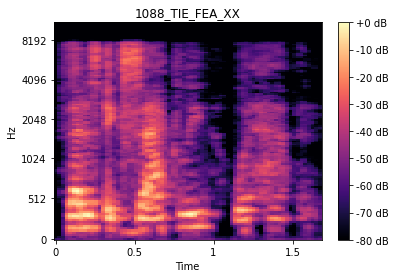 1088_TIE_FEA_XX
+0 dB
8192
-10 dB
4096
-20 dB
-30 dB
2048
Hz
-40 dB
1024
-50 dB
512
-60 dB
-70 dB
0
-80 dB
0
0.5
1
1.5
Time